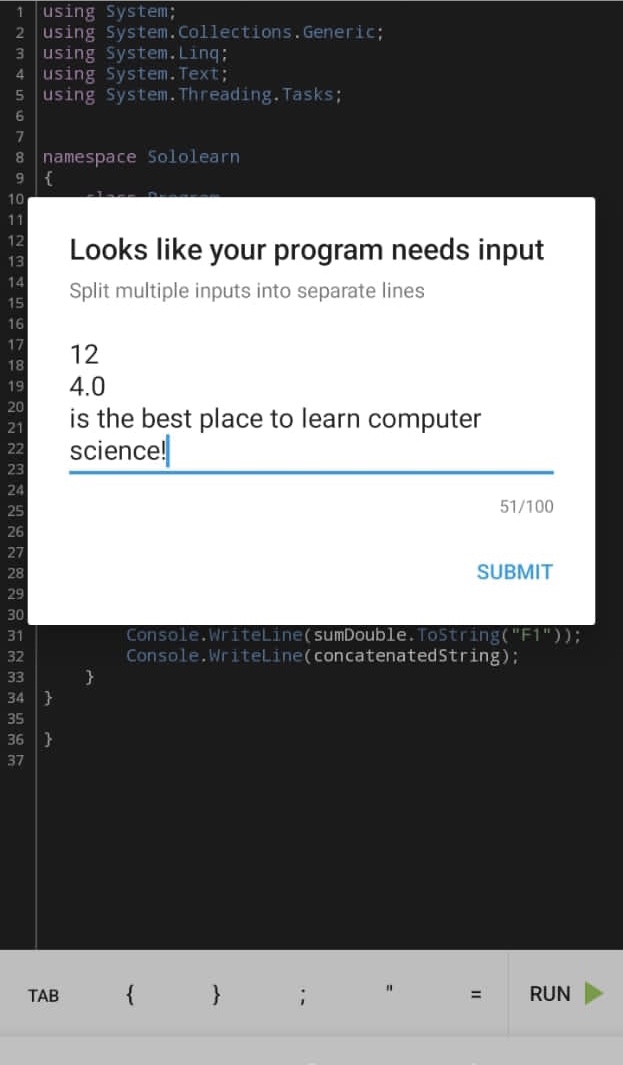 1 using System;
2 using System.Collections.Generic;
3 using System.Linq;
4 using System.Text;
5 using System.Threading.Tasks;
6
7
8 namespace Sololearn
9 {
10 class Program
11
12
13
14
15
16
17
18
19
20
21
22
23
24
25
26
27
28
29
30
Looks like your program needs input
Split multiple inputs into separate lines
12
4.0
is the best place to learn computer
science!
51/100
SUBMIT
31 Console.WriteLine(sumDouble.ToString("F1"));
32 Console.WriteLine(concatenatedString);
33 }
34 }
35
36 }
37
TAB { } ; " = RUN